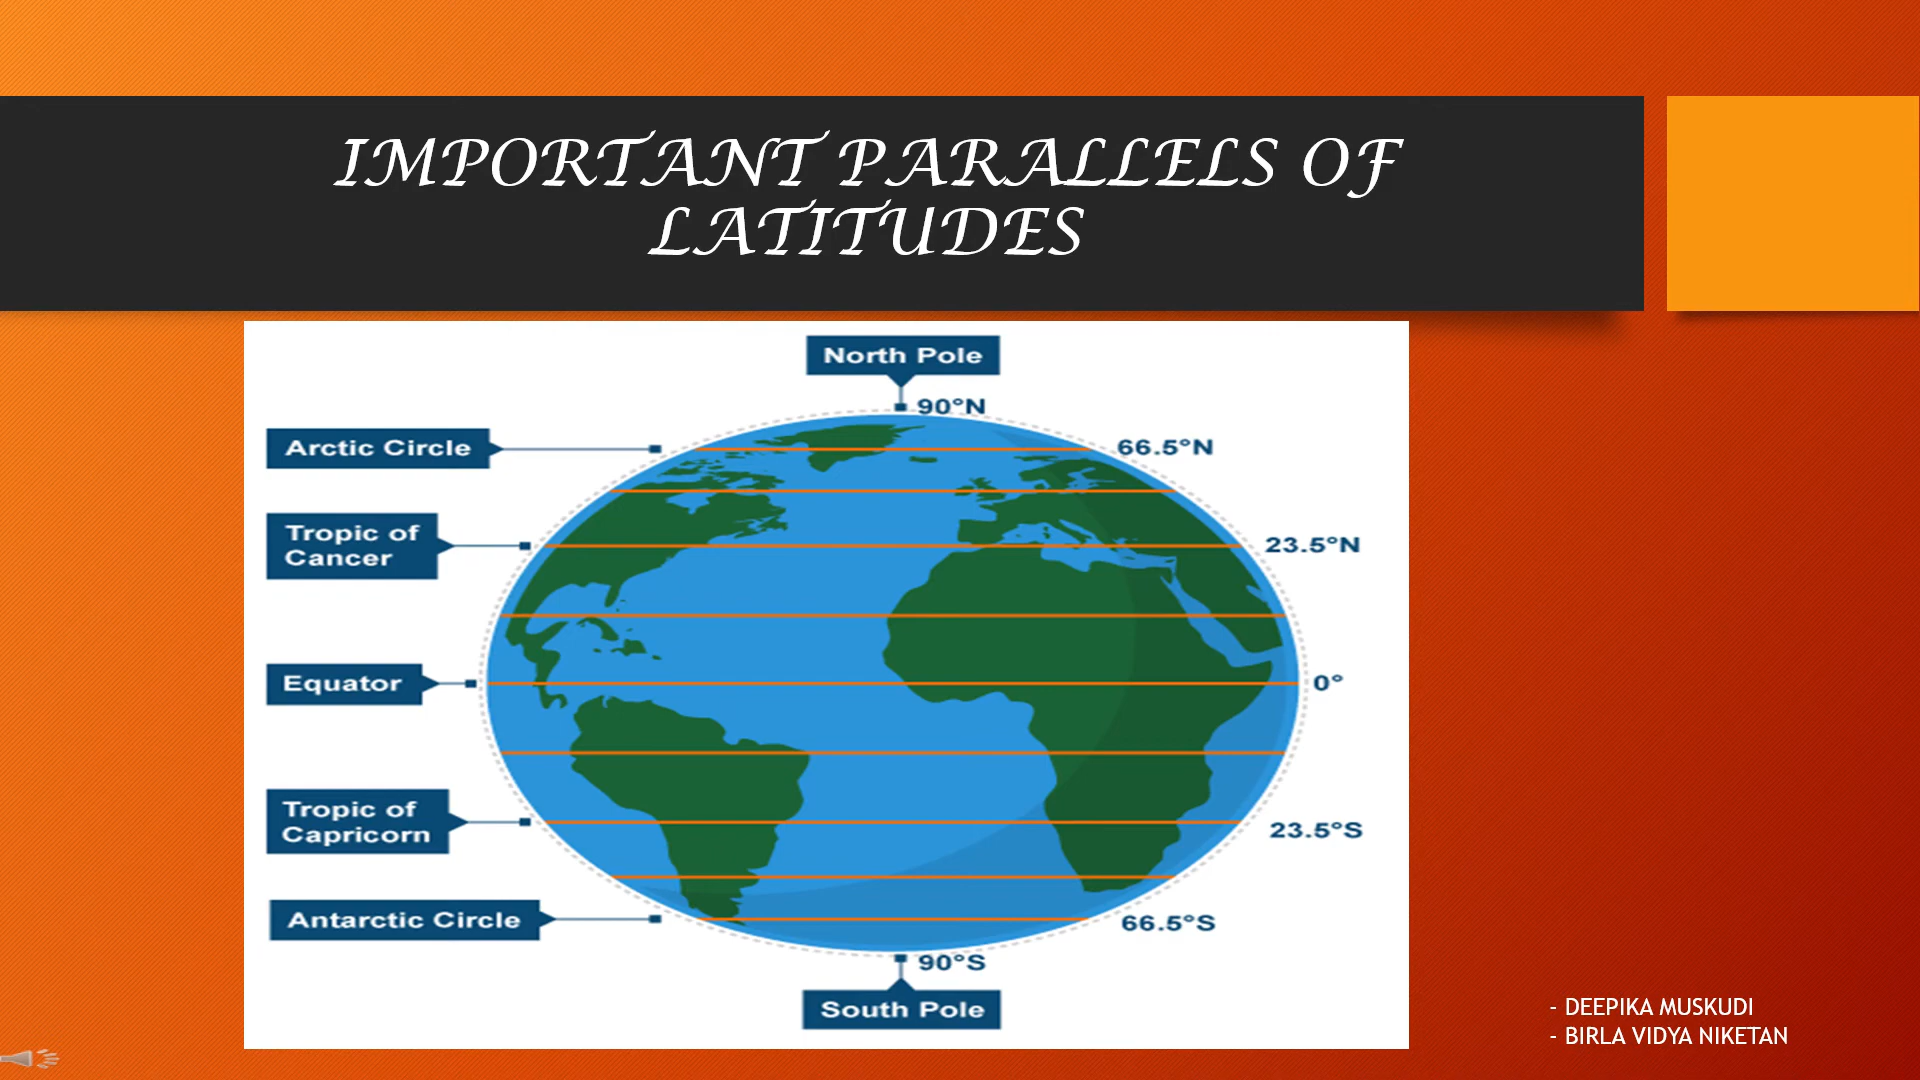 IMPORTANT PARALLELS OF
LATITUDES
North Pole
90°N
Arctic Circle
66.5°N
Tropic of
Cancer
23.5°N
Equator
0°
Tropic of
Capricorn
23.5°S
Antarctic Circle
66.5°S
90°S
South Pole
- DEEPIKA MUSKUDI
- BIRLA VIDYA NIKETAN